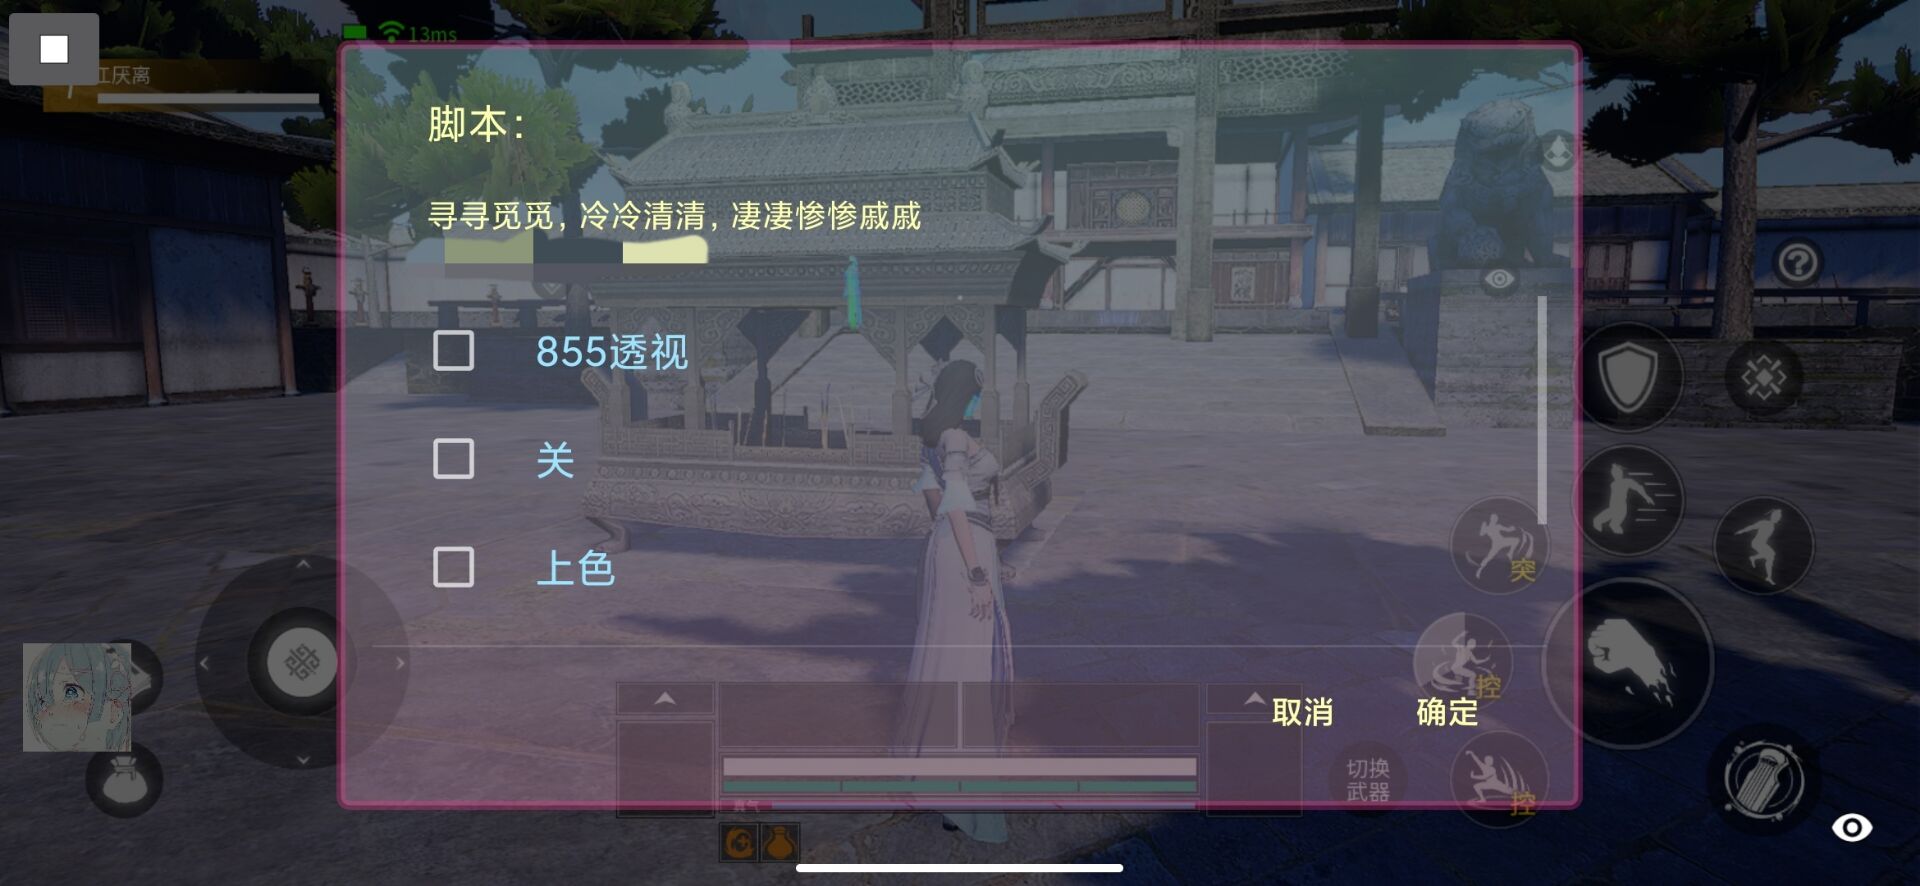 13ms
江厌离
脚本:
寻寻觅觅, 冷冷清清, 凄凄惨惨戚戚
855透视
关
上色
突
控
取消
确定
切换
武器
控
真气